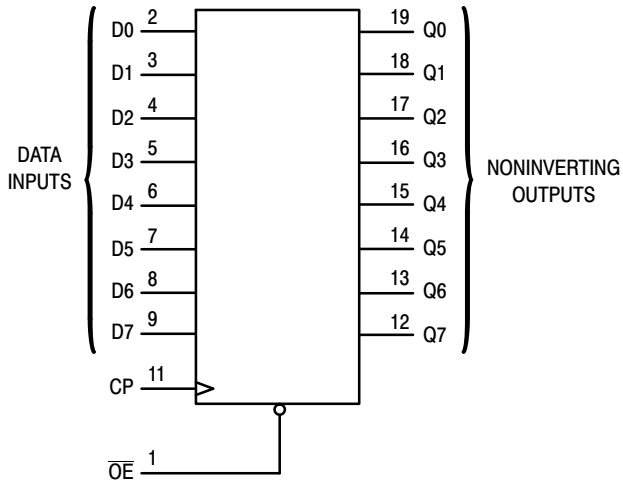 D0 2
D1 3
D2 4
D3 5
D4 6
D5 7
D6 8
D7 9
DATA
INPUTS
CP 11
OE 1
19 Q0
18 Q1
17 Q2
16 Q3
15 Q4
14 Q5
13 Q6
12 Q7
NONINVERTING
OUTPUTS